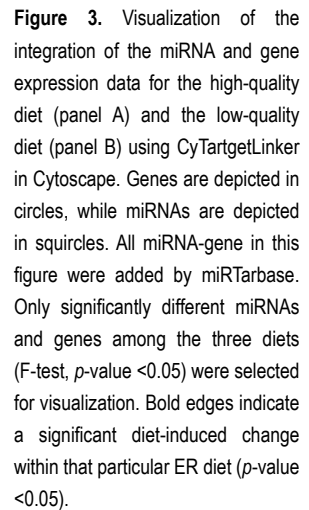 Figure 3. Visualization of the
integration of the miRNA and gene
expression data for the high-quality
diet (panel A) and the low-quality
diet (panel B) using CyTartgetLinker
in Cytoscape. Genes are depicted in
circles, while miRNAs are depicted
in squircles. All miRNA-gene in this
figure were added by miRTarbase.
Only significantly different miRNAs
and genes among the three diets
(F-test, p-value <0.05) were selected
for visualization. Bold edges indicate
a significant diet-induced change
within that particular ER diet (p-value
<0.05).